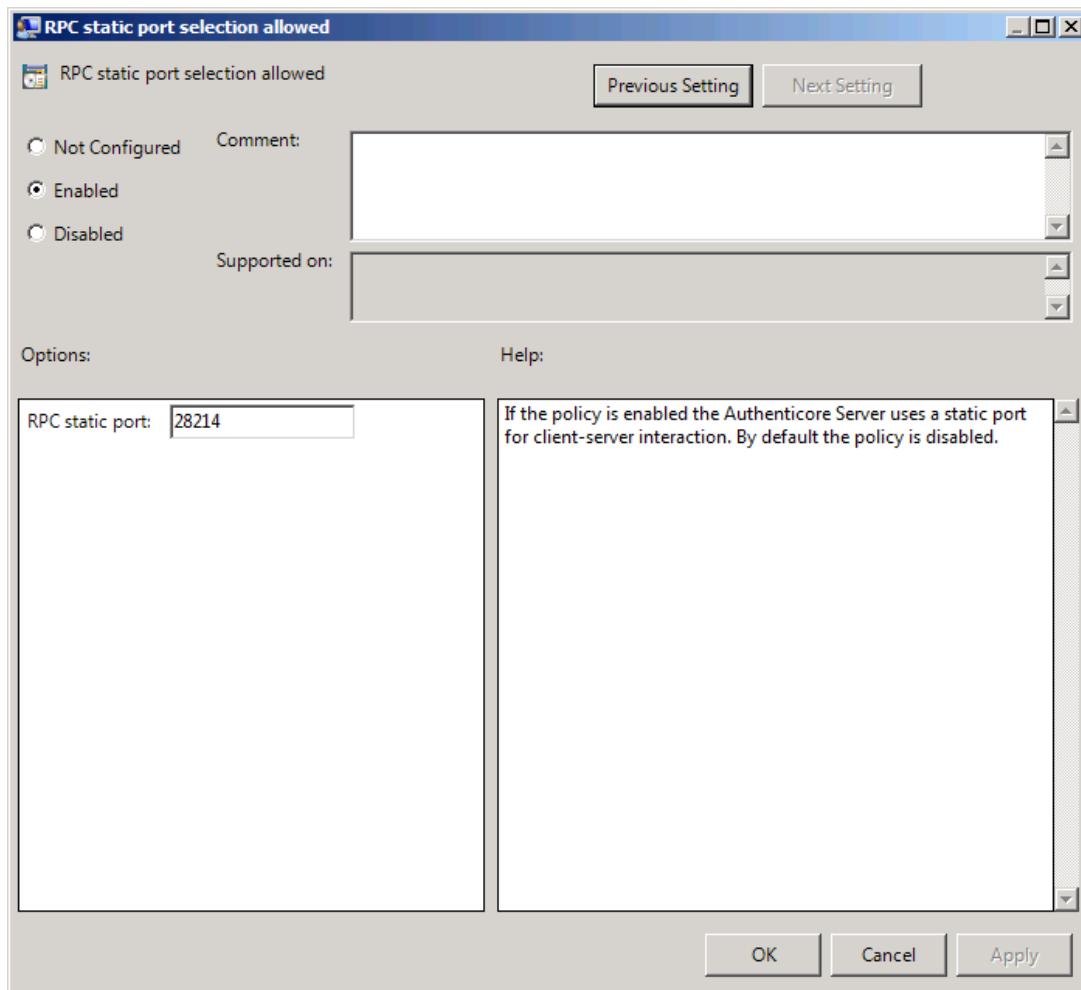 RPC static port selection allowed
RPC static port selection allowed
Previous Setting
Next Setting
Not Configured
Comment:
Enabled
Disabled
Supported on:
Options:
Help:
RPC static port:
28214
If the policy is enabled the Authenticore Server uses a static port
for client-server interaction. By default the policy is disabled.
OK
Cancel
Apply